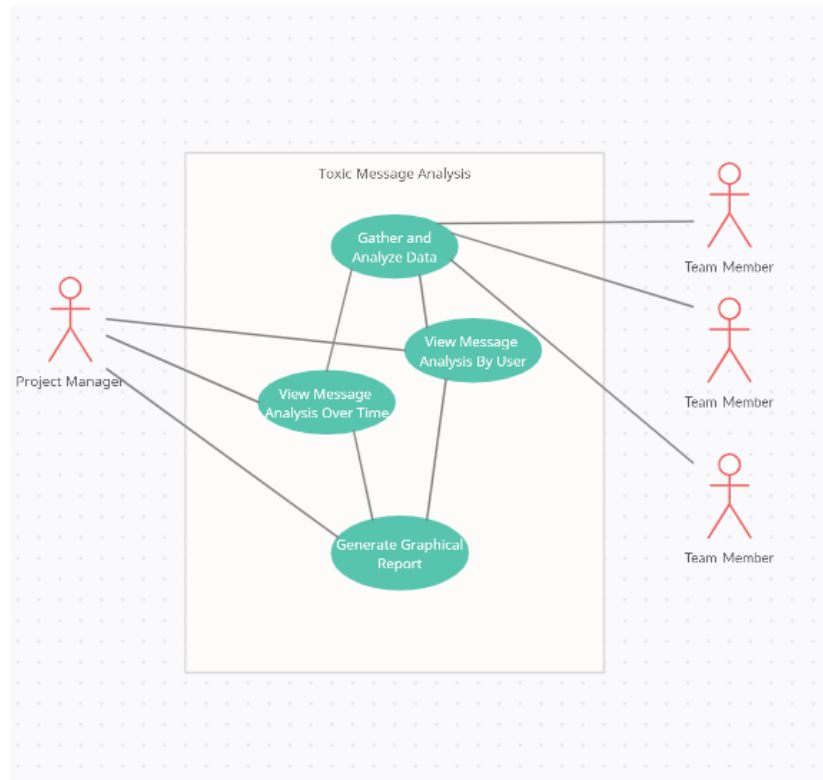 Toxic Message Analysis
Gather and
Analyze Data
Team Member
View Message
Analysis By User
Project Manager
View Message
Analysis Over Time
Team Member
Generate Graphical
Report
Team Member